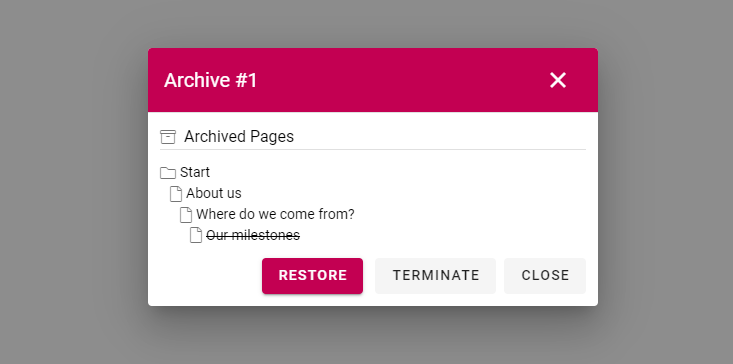 Archive #1
Archived Pages
Start
About us
Where do we come from?
Our milestones
RESTORE TERMINATE CLOSE